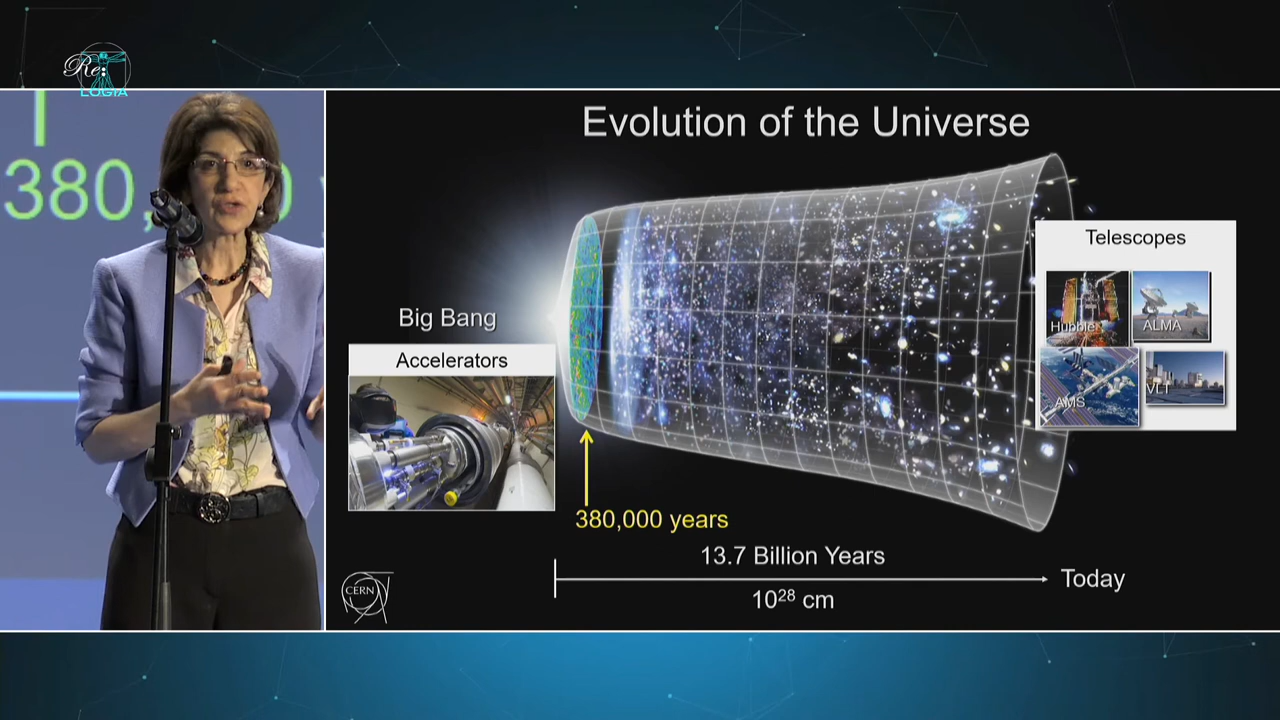 Re:
LOGIA
380,
0
Evolution of the Universe
Telescopes
Hubble
ALMA
AMS
VLT
Big Bang
Accelerators
380,000 years
13.7 Billion Years
10²⁸ cm
Today
CERN